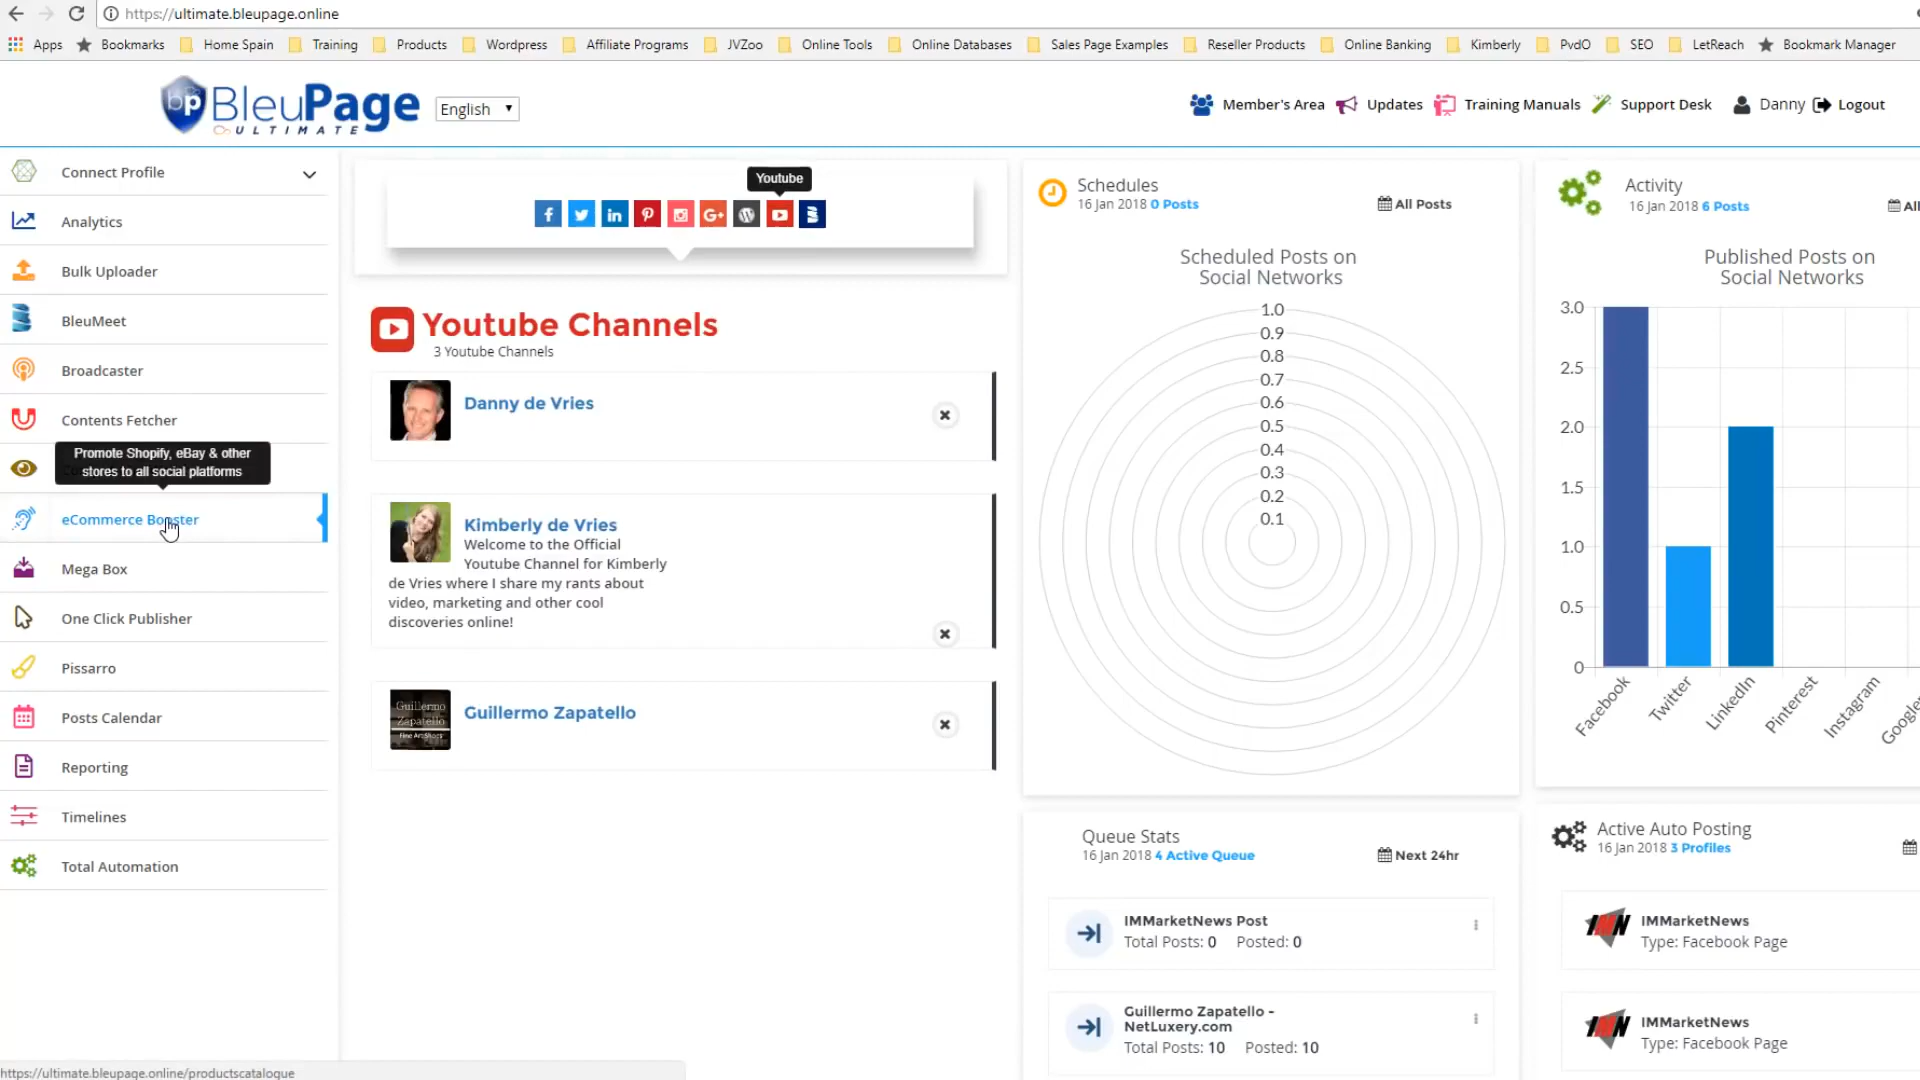 https://ultimate.bleupage.online
Apps Bookmarks Home Spain Training Products Wordpress Affiliate Programs JVZoo Online Tools Online Databases Sales Page Examples Reseller Products Online Banking Kimberly PvdO SEO LetReach Bookmark Manager
bp BleuPage
ULTIMATE
English
Member's Area Updates Training Manuals Support Desk Danny Logout
Connect Profile
Analytics
Bulk Uploader
BleuMeet
Broadcaster
Contents Fetcher
Promote Shopify, eBay & other
stores to all social platforms
eCommerce Booster
Mega Box
One Click Publisher
Pissarro
Posts Calendar
Reporting
Timelines
Total Automation
Youtube
Youtube Channels
3 Youtube Channels
Danny de Vries
Kimberly de Vries
Welcome to the Official
Youtube Channel for Kimberly
de Vries where I share my rants about
video, marketing and other cool
discoveries online!
Guillermo
Zapatello
Fine Art Shop
Guillermo Zapatello
Schedules
16 Jan 2018 0 Posts
All Posts
Scheduled Posts on
Social Networks
1.0
0.9
0.8
0.7
0.6
0.5
0.4
0.3
0.2
0.1
Queue Stats
16 Jan 2018 4 Active Queue
Next 24hr
IMMarketNews Post
Total Posts: 0 Posted: 0
Guillermo Zapatello -
NetLuxery.com
Total Posts: 10 Posted: 10
Activity
16 Jan 2018 6 Posts
All
Published Posts on
Social Networks
3.0
2.5
2.0
1.5
1.0
0.5
0
Facebook
Twitter
LinkedIn
Pinterest
Instagram
Google
Active Auto Posting
16 Jan 2018 3 Profiles
IMN
IMMarketNews
Type: Facebook Page
IMN
IMMarketNews
Type: Facebook Page
https://ultimate.bleupage.online/productscatalogue